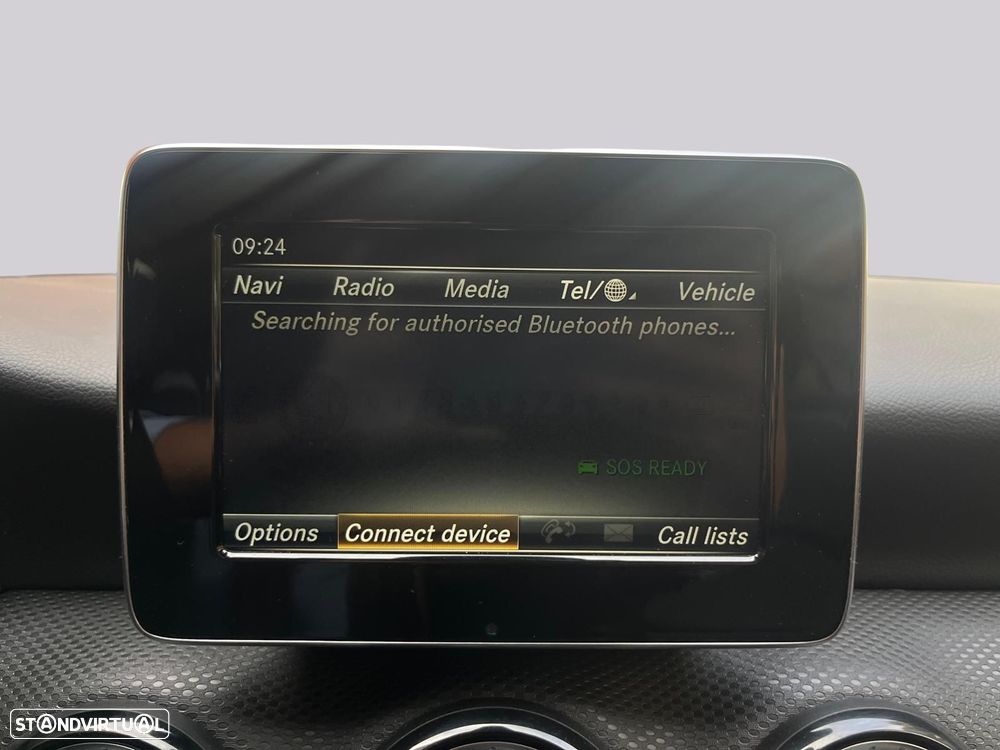 09:24
Navi Radio Media Tel/ Vehicle
Searching for authorised Bluetooth phones...
SOS READY
Options Connect device Call lists
STANDVIRTUAL